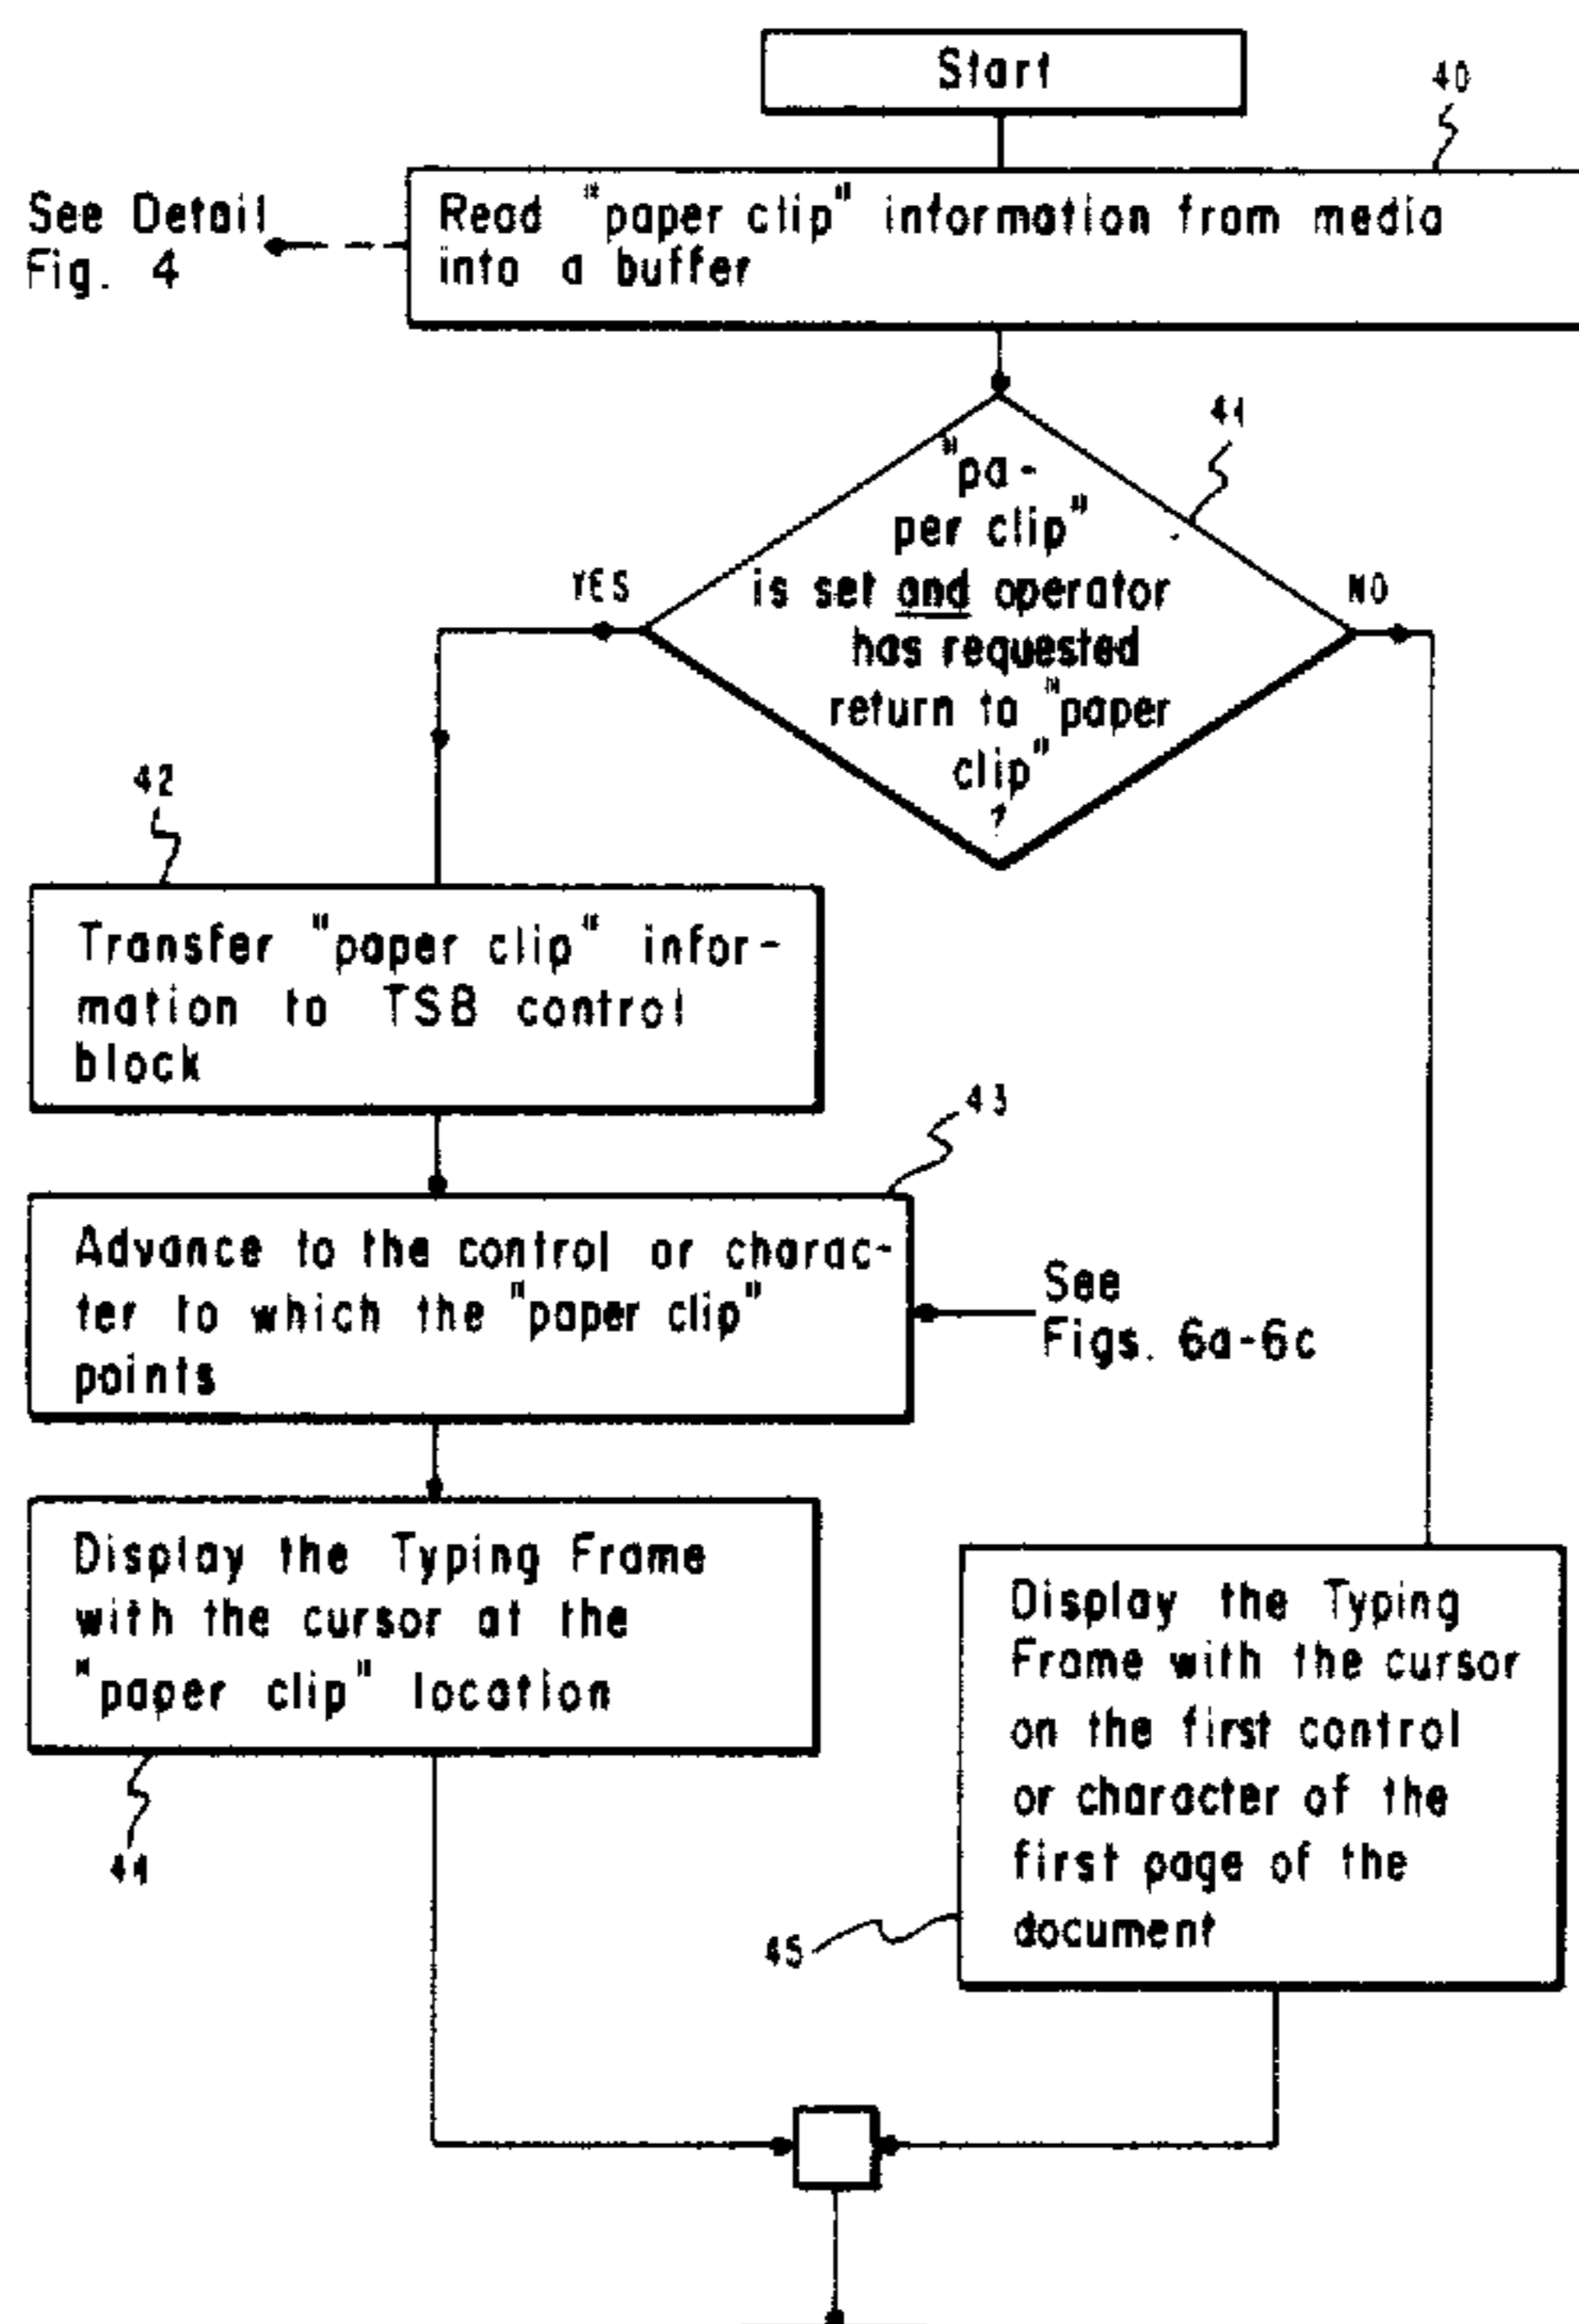 Start
40
See Detail
Fig. 4
Read "paper clip" information from media
into a buffer
41
"pa-
per clip"
is set and operator
has requested
return to "paper
clip"
?
YES
NO
42
Transfer "paper clip" infor-
mation to TSB control
block
43
Advance to the control or charac-
ter to which the "paper clip"
points
See
Figs. 6a-6c
Display the Typing Frame
with the cursor at the
"paper clip" location
44
Display the Typing
Frame with the cursor
on the first control
or character of the
first page of the
document
45